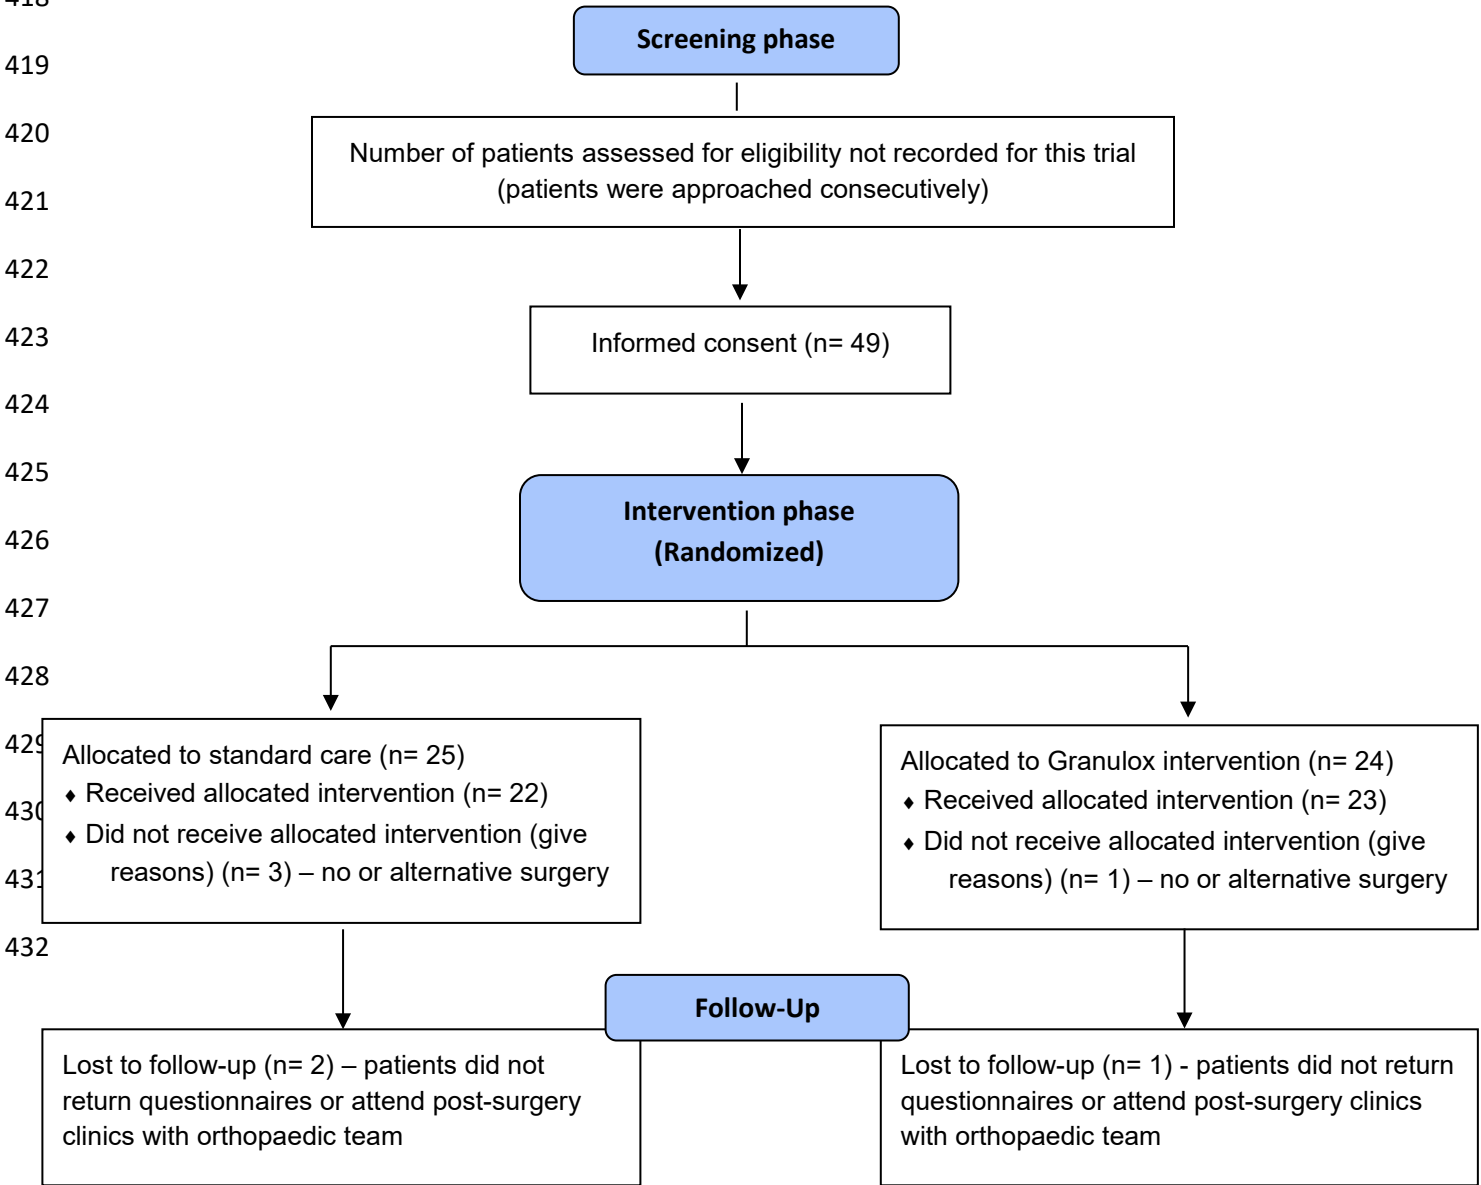 418
Screening phase
419
420
Number of patients assessed for eligibility not recorded for this trial
(patients were approached consecutively)
421
422
423
Informed consent (n= 49)
424
425
Intervention phase
426
(Randomized)
427
428
429
Allocated to standard care (n= 25)
♦ Received allocated intervention (n= 22)
430
♦ Did not receive allocated intervention (give
reasons) (n= 3) – no or alternative surgery
431
Allocated to Granulox intervention (n= 24)
♦ Received allocated intervention (n= 23)
♦ Did not receive allocated intervention (give
reasons) (n= 1) – no or alternative surgery
432
Follow-Up
Lost to follow-up (n= 2) – patients did not
return questionnaires or attend post-surgery
clinics with orthopaedic team
Lost to follow-up (n= 1) - patients did not return
questionnaires or attend post-surgery clinics
with orthopaedic team